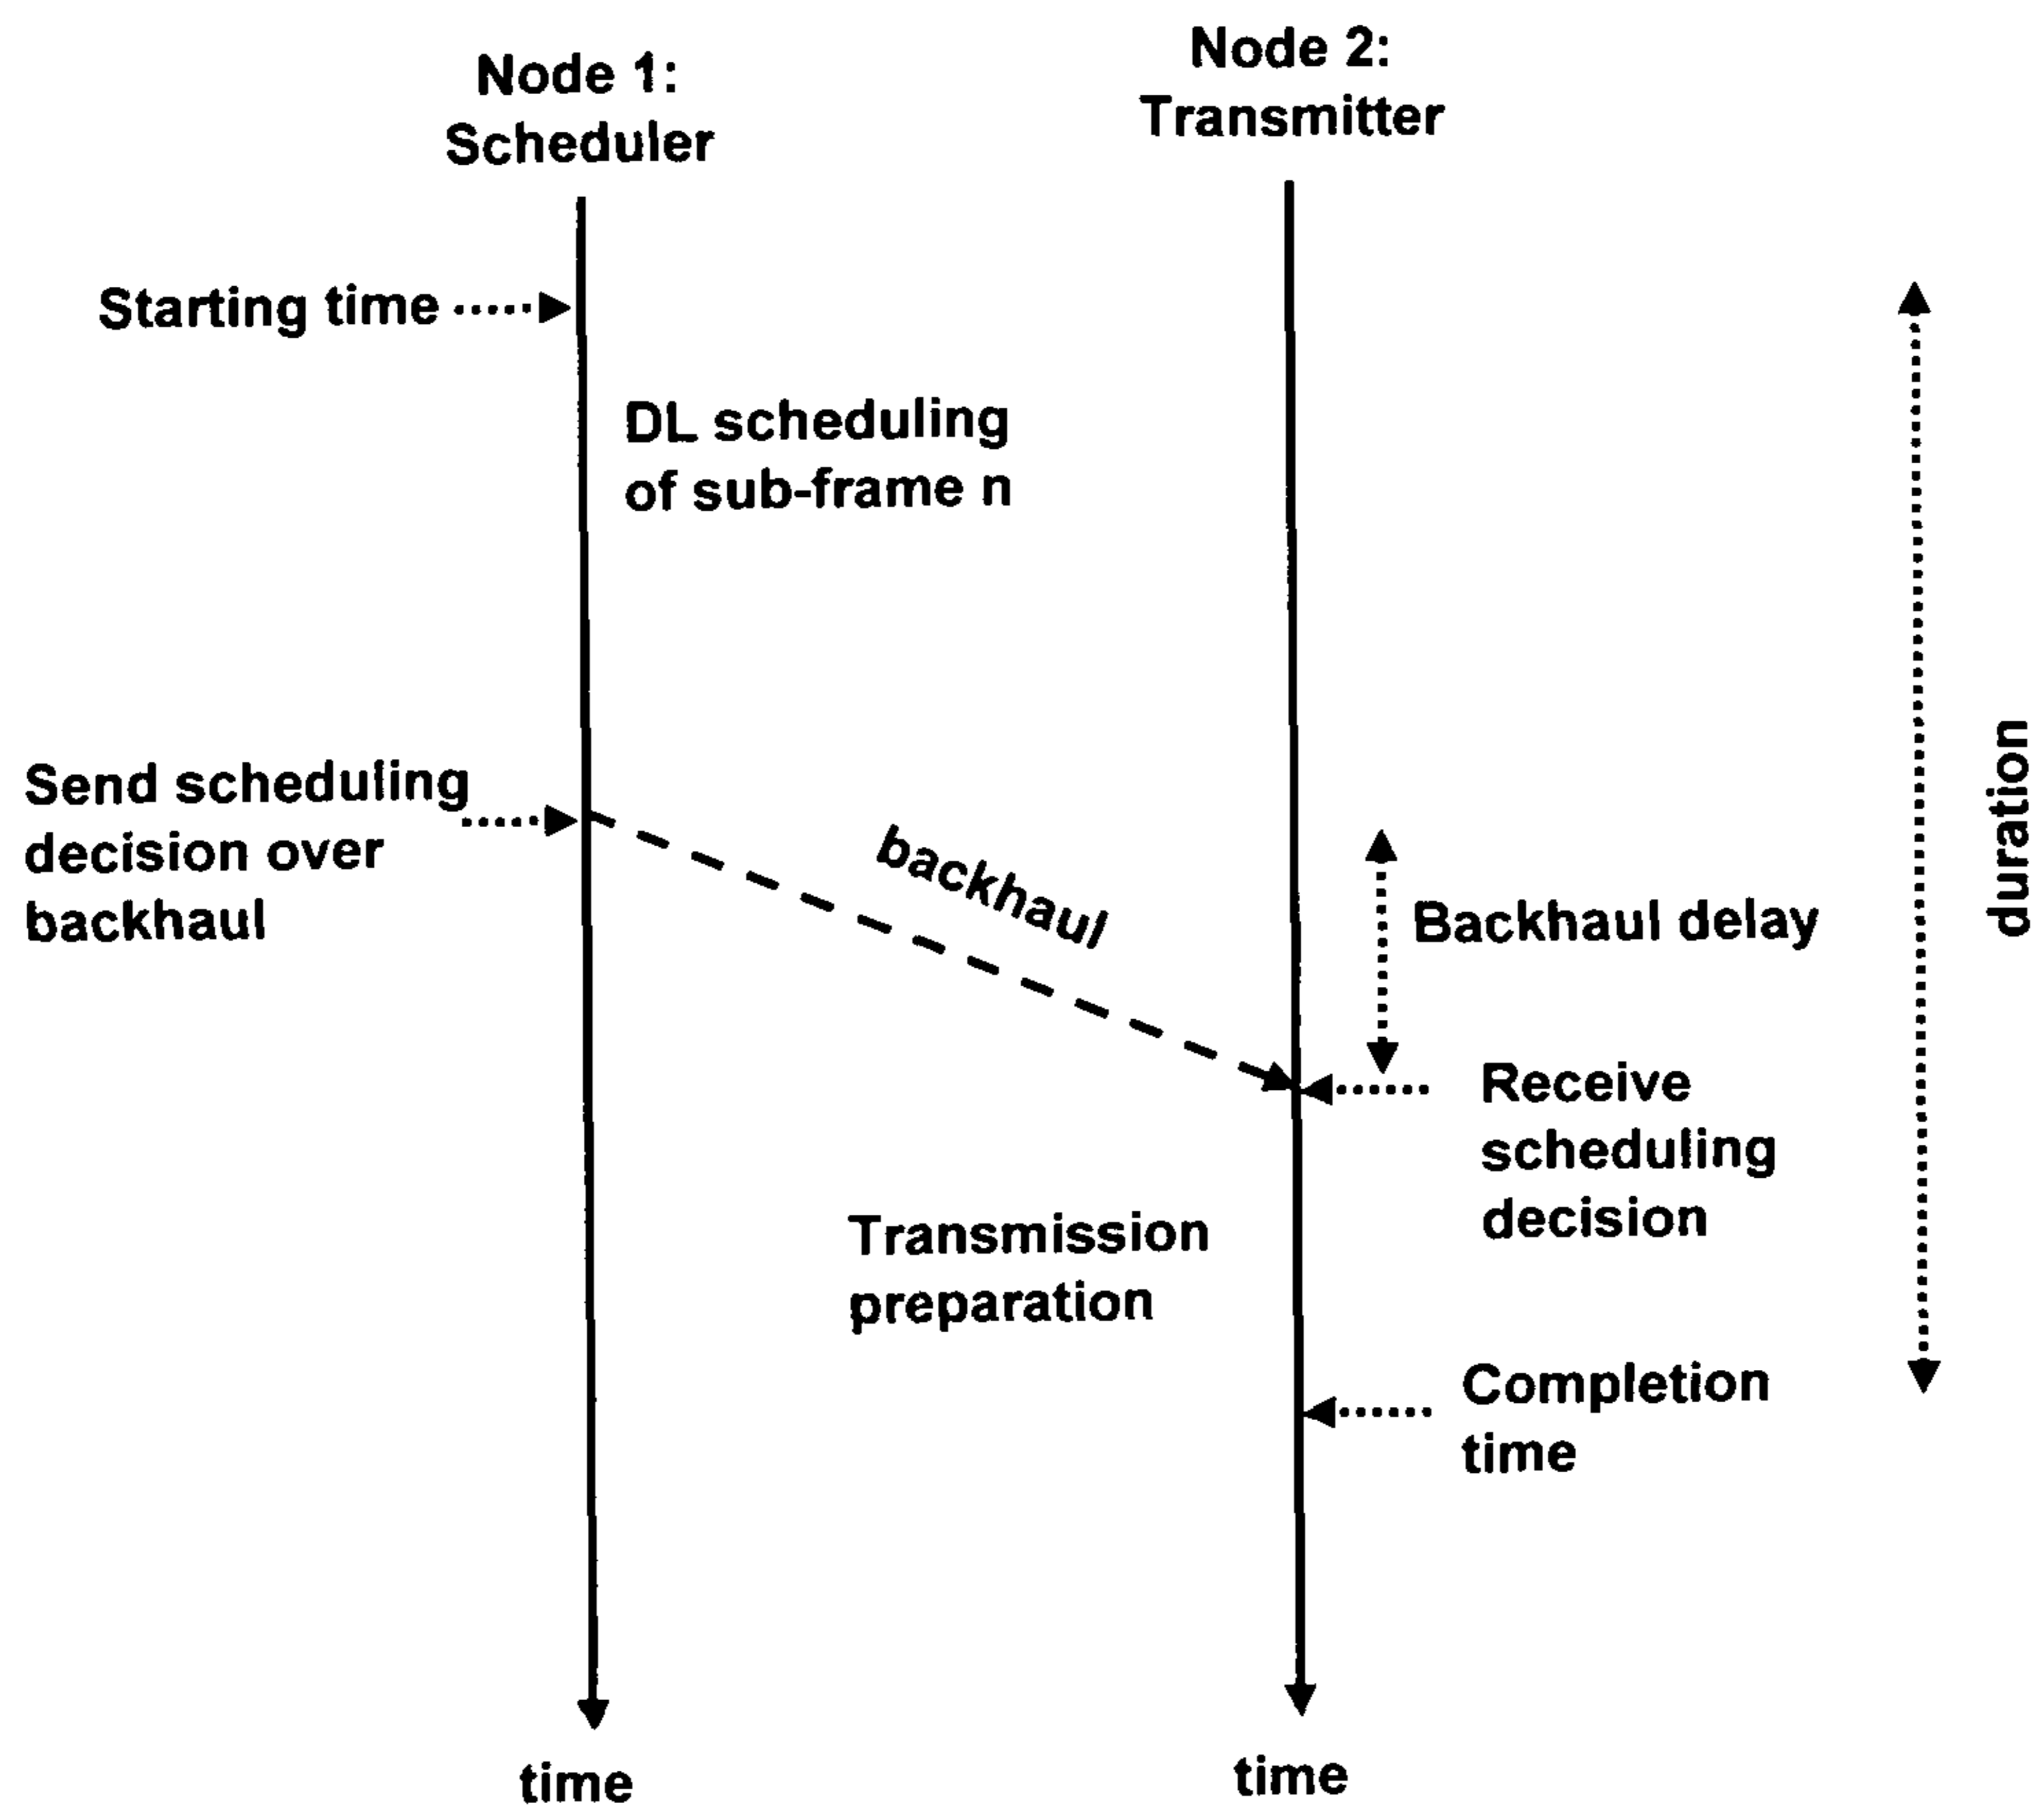 Node 1:
Scheduler
Node 2:
Transmitter
Starting time
DL scheduling
of sub-frame n
Send scheduling
decision over
backhaul
backhaul
Backhaul delay
duration
Receive
scheduling
decision
Transmission
preparation
Completion
time
time
time